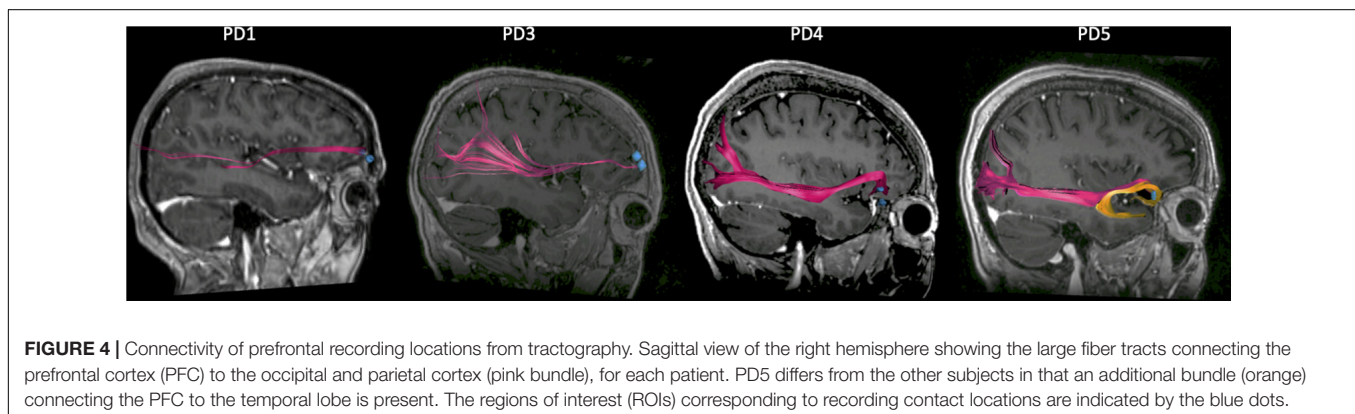 PD1 PD3 PD4 PD5
FIGURE 4 | Connectivity of prefrontal recording locations from tractography. Sagittal view of the right hemisphere showing the large fiber tracts connecting the
prefrontal cortex (PFC) to the occipital and parietal cortex (pink bundle), for each patient. PD5 differs from the other subjects in that an additional bundle (orange)
connecting the PFC to the temporal lobe is present. The regions of interest (ROIs) corresponding to recording contact locations are indicated by the blue dots.